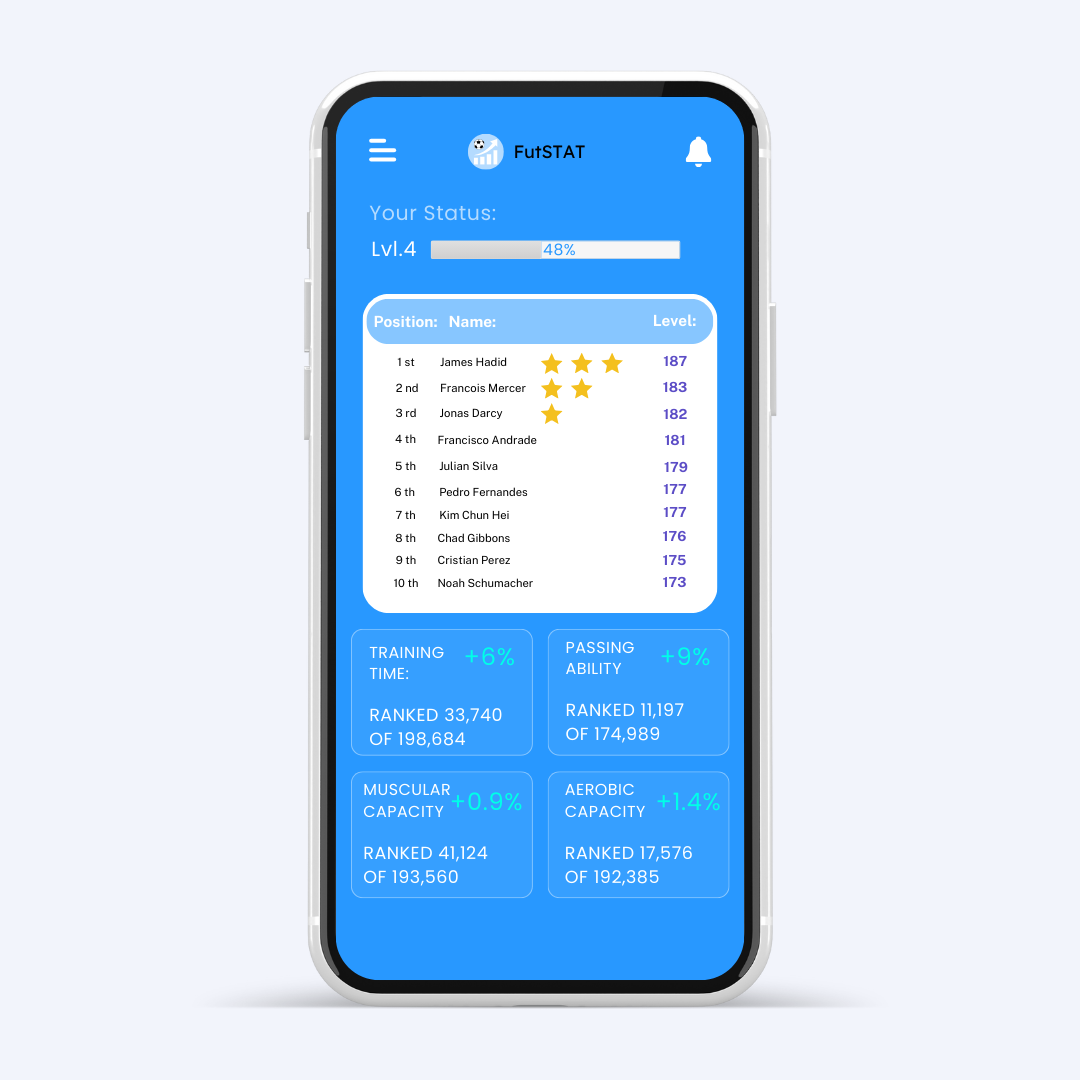 FutSTAT
Your Status:
Lvl.4 48%
Position: Name: Level:
1 st James Hadid 187
2 nd Francois Mercer 183
3 rd Jonas Darcy 182
4 th Francisco Andrade 181
5 th Julian Silva 179
6 th Pedro Fernandes 177
7 th Kim Chun Hei 177
8 th Chad Gibbons 176
9 th Cristian Perez 175
10 th Noah Schumacher 173
TRAINING +6%
TIME:
RANKED 33,740
OF 198,684
PASSING +9%
ABILITY
RANKED 11,197
OF 174,989
MUSCULAR +0.9%
CAPACITY
RANKED 41,124
OF 193,560
AEROBIC +1.4%
CAPACITY
RANKED 17,576
OF 192,385